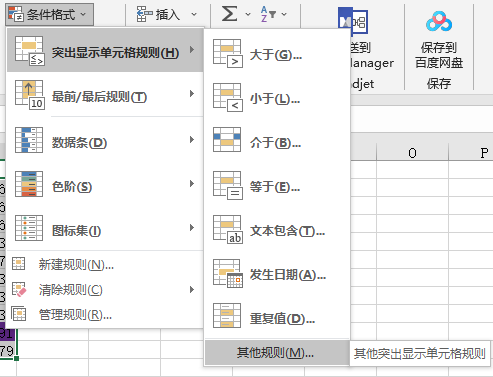 条件格式
插入
突出显示单元格规则(H)
最前/最后规则(T)
数据条(D)
色阶(S)
图标集(I)
新建规则(N)...
清除规则(C)
管理规则(R)...
大于(G)...
小于(L)...
介于(B)...
等于(E)...
文本包含(T)...
发生日期(A)...
重复值(D)...
其他规则(M)...
其他突出显示单元格规则
送到
Manager
djet
保存到
百度网盘
保存
O
P
6
6
6
3
7
3
3
3
91
79